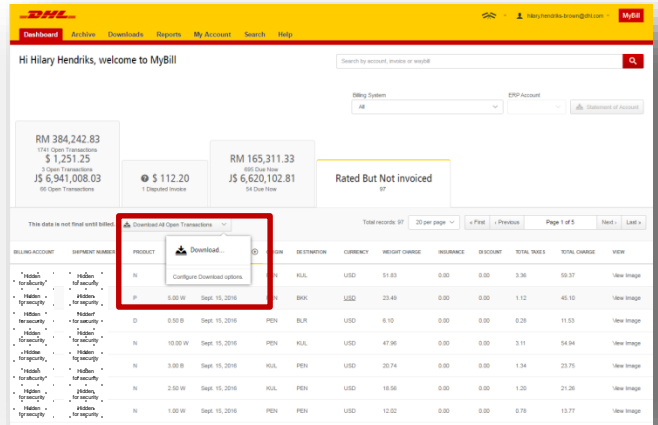 DHL
hilary.hendriks-brown@dhl.com MyBill
Dashboard Archive Downloads Reports My Account Search Help
Hi Hilary Hendriks, welcome to MyBill
Search by account, invoice or waybill
Billing System ERP Account
All Statement of Account
RM 384,242.83
1741 Open Transactions
$ 1,251.25
3 Open Transactions
J$ 6,941,008.03
66 Open Transactions
$ 112.20
1 Disputed Invoice
RM 165,311.33
695 Due Now
J$ 6,620,102.81
54 Due Now
Rated But Not invoiced
97
This data is not final until billed. Download All Open Transactions Total records: 97 20 per page « First ‹ Previous Page 1 of 5 Next › Last »
Download...
Configure Download options
BILLING ACCOUNT SHIPMENT NUMBER PRODUCT ORIGIN DESTINATION CURRENCY WEIGHT CHARGE INSURANCE DISCOUNT TOTAL TAXES TOTAL CHARGE VIEW
Hidden for security Hidden for security N KUL USD 51.83 0.00 0.00 3.36 59.37 View Image
Hidden for security Hidden for security P 5.00 W Sept. 15, 2016 BKK USD 23.48 0.00 0.00 1.12 45.10 View Image
Hidden for security Hidden for security D 0.50 B Sept. 15, 2016 PEN BLR USD 6.10 0.00 0.00 0.28 11.53 View Image
Hidden for security Hidden for security N 10.00 W Sept. 15, 2016 PEN KUL USD 47.96 0.00 0.00 3.11 54.94 View Image
Hidden for security Hidden for security N 3.00 B Sept. 15, 2016 KUL PEN USD 20.74 0.00 0.00 1.34 23.75 View Image
Hidden for security Hidden for security N 2.50 W Sept. 15, 2016 KUL PEN USD 18.56 0.00 0.00 1.20 21.26 View Image
Hidden for security Hidden for security N 1.00 W Sept. 15, 2016 PEN PEN USD 12.02 0.00 0.00 0.78 13.77 View Image